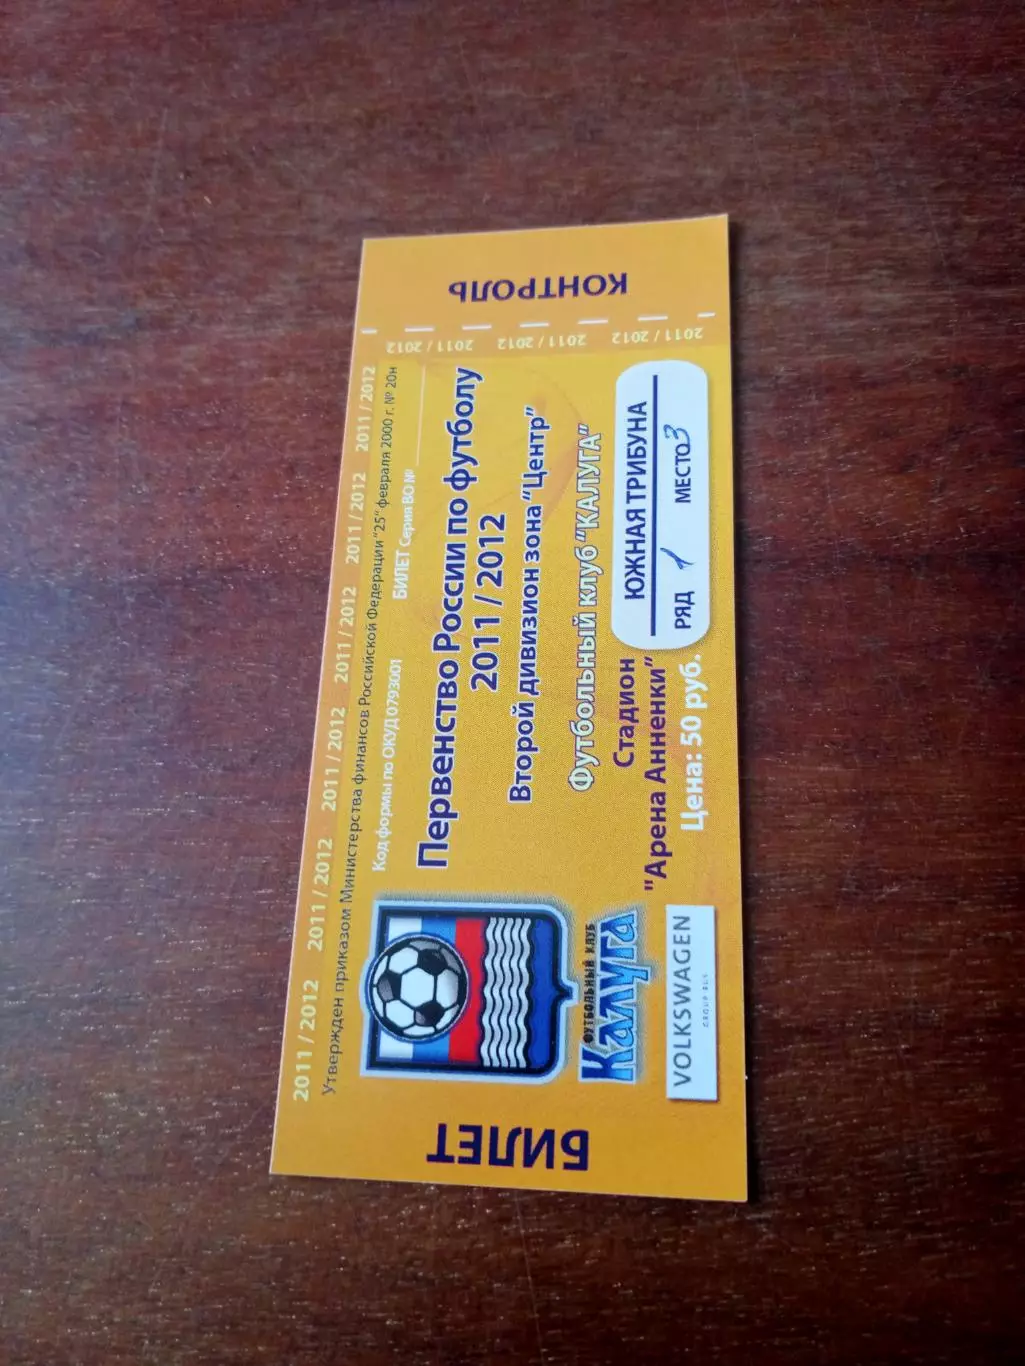 БИЛЕТ
2011 / 2012 2011 / 2012 2011 / 2012 2011 / 2012 2011 / 2012 2011 / 2012 2011 / 2012
Утвержден приказом Министерства финансов Российской Федерации "25" февраля 2000 г. № 20н
Код формы по ОКУД 0793001 БИЛЕТ Серия ВО №
Первенство России по футболу
2011 / 2012
Второй дивизион зона "Центр"
Футбольный клуб "КАЛУГА"
Стадион
"Арена Анненки"
Цена: 50 руб.
ЮЖНАЯ ТРИБУНА
РЯД 1 МЕСТО 3
ФУТБОЛЬНЫЙ КЛУБ
Калуга
VOLKSWAGEN
GROUP RUS
2011 / 2012 2011 / 2012 2011 / 2012 2011 / 2012
КОНТРОЛЬ